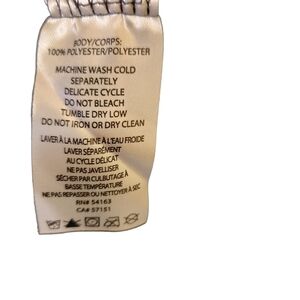 BODY/CORPS:
100% POLYESTER/POLYESTER
MACHINE WASH COLD
SEPARATELY
DELICATE CYCLE
DO NOT BLEACH
TUMBLE DRY LOW
DO NOT IRON OR DRY CLEAN
LAVER À LA MACHINE À L'EAU FROIDE
LAVER SÉPARÉMENT
AU CYCLE DÉLICAT
NE PAS JAVELLISER
SÉCHER PAR CULBUTAGE À
BASSE TEMPÉRATURE
NE PAS REPASSER OU NETTOYER À SEC
RN# 54163
CA# 57151